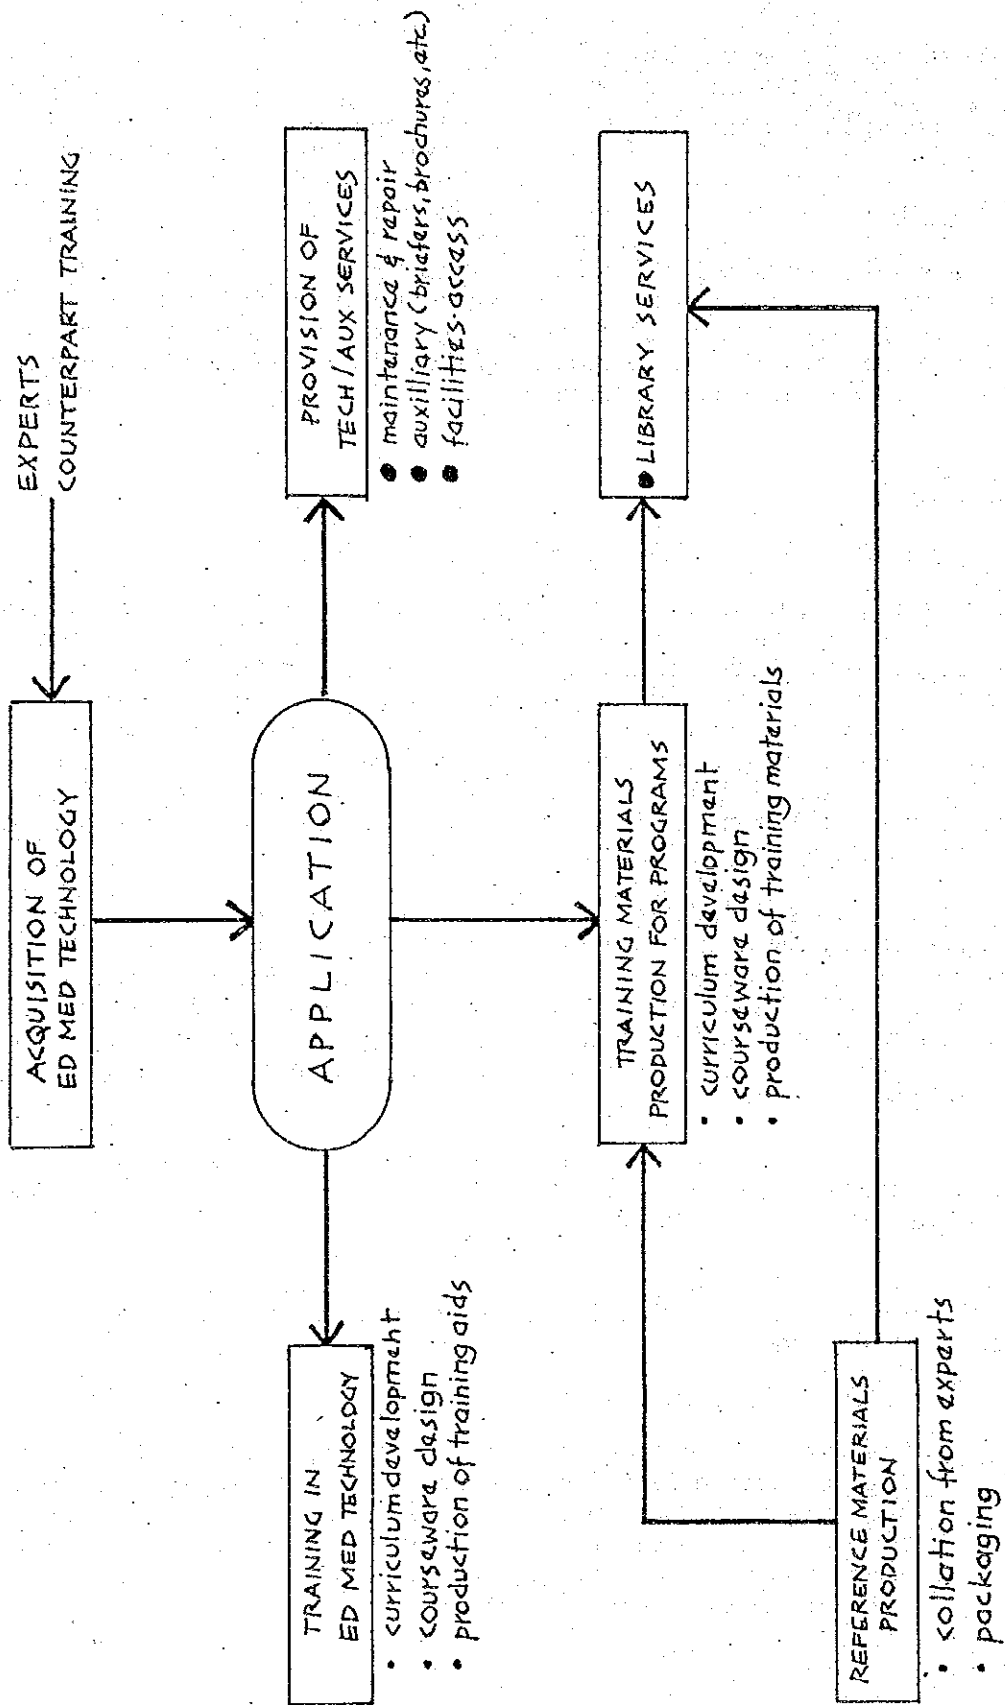 EXPERTS
COUNTERPART TRAINING
ACQUISITION OF
ED MED TECHNOLOGY
APPLICATION
TRAINING IN
ED MED TECHNOLOGY
• curriculum development
• courseware design
• production of training aids
PROVISION OF
TECH/AUX SERVICES
• maintenance & repair
• auxilliary (briefers, brochures, etc.)
• facilities-access
TRAINING MATERIALS
PRODUCTION FOR PROGRAMS
• curriculum development
• courseware design
• production of training materials
• LIBRARY SERVICES
REFERENCE MATERIALS
PRODUCTION
• collation from experts
• packaging